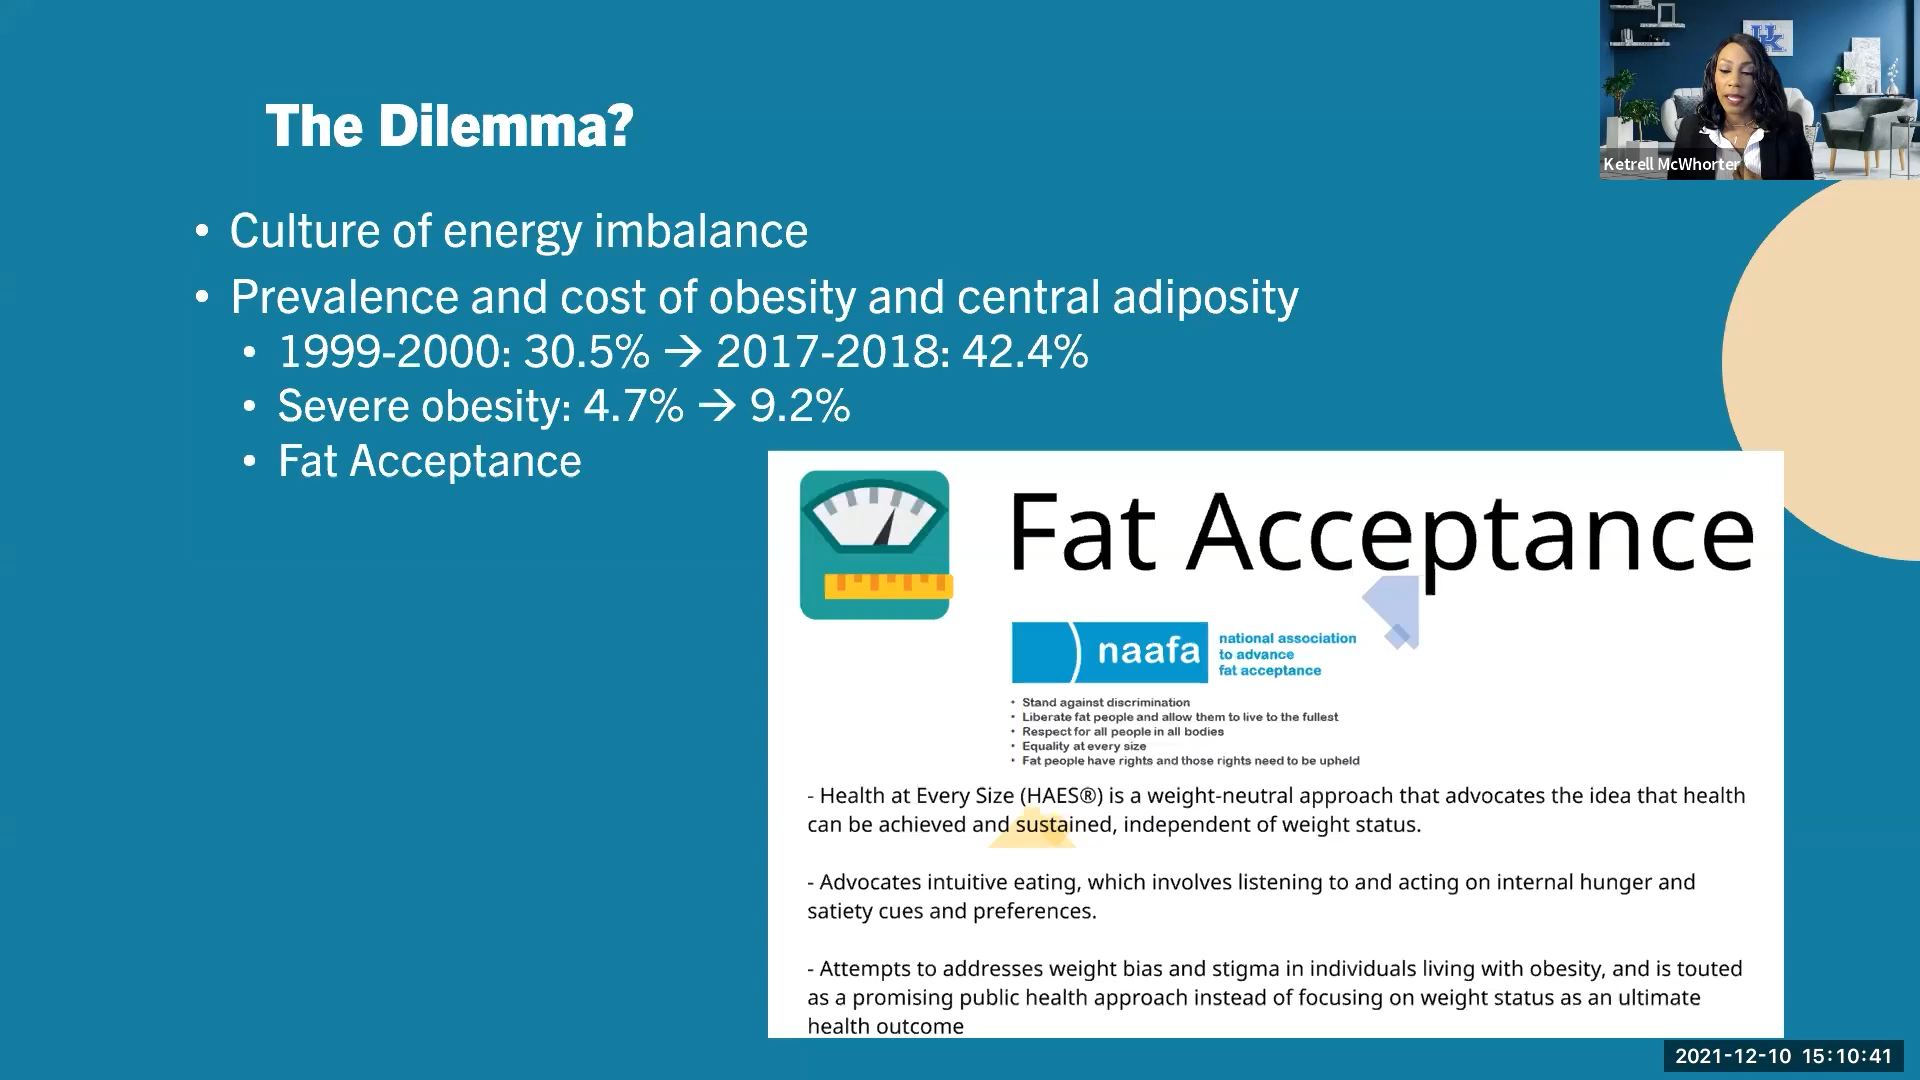 The Dilemma?
• Culture of energy imbalance
• Prevalence and cost of obesity and central adiposity
• 1999-2000: 30.5% → 2017-2018: 42.4%
• Severe obesity: 4.7% → 9.2%
• Fat Acceptance
UK
Ketrell McWhorter
Fat Acceptance
naafa
national association
to advance
fat acceptance
• Stand against discrimination
• Liberate fat people and allow them to live to the fullest
• Respect for all people in all bodies
• Equality at every size
• Fat people have rights and those rights need to be upheld
- Health at Every Size (HAES®) is a weight-neutral approach that advocates the idea that health
can be achieved and sustained, independent of weight status.
- Advocates intuitive eating, which involves listening to and acting on internal hunger and
satiety cues and preferences.
- Attempts to addresses weight bias and stigma in individuals living with obesity, and is touted
as a promising public health approach instead of focusing on weight status as an ultimate
health outcome
2021-12-10 15:10:41